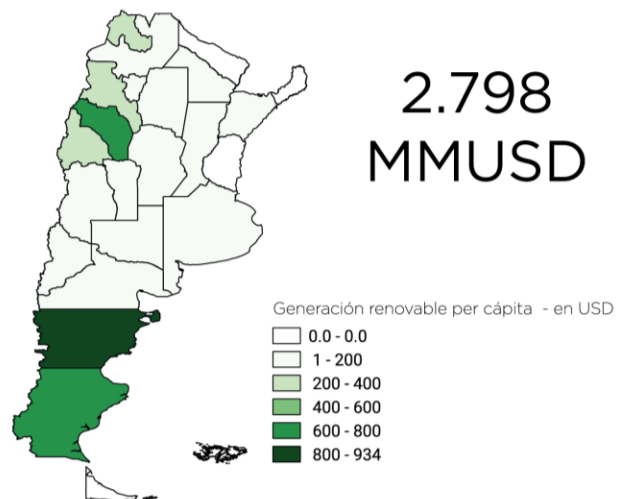 2.798
MMUSD
Generación renovable per cápita - en USD
0.0 - 0.0
1 - 200
200 - 400
400 - 600
600 - 800
800 - 934